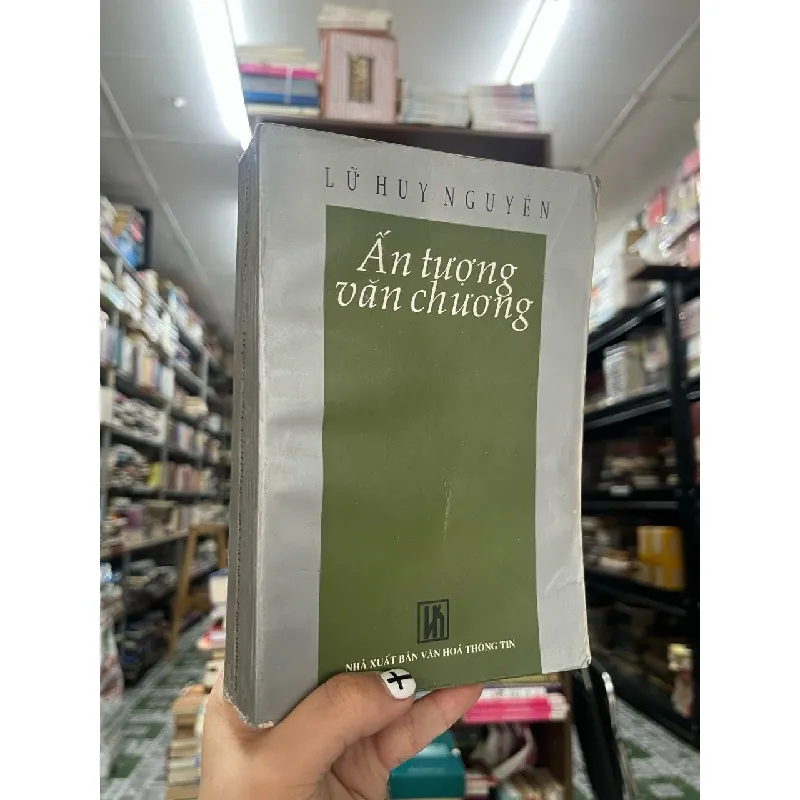 LỮ HUY NGUYÊN
Ấn tượng
văn chương
NHÀ XUẤT BẢN VĂN HOÁ THÔNG TIN